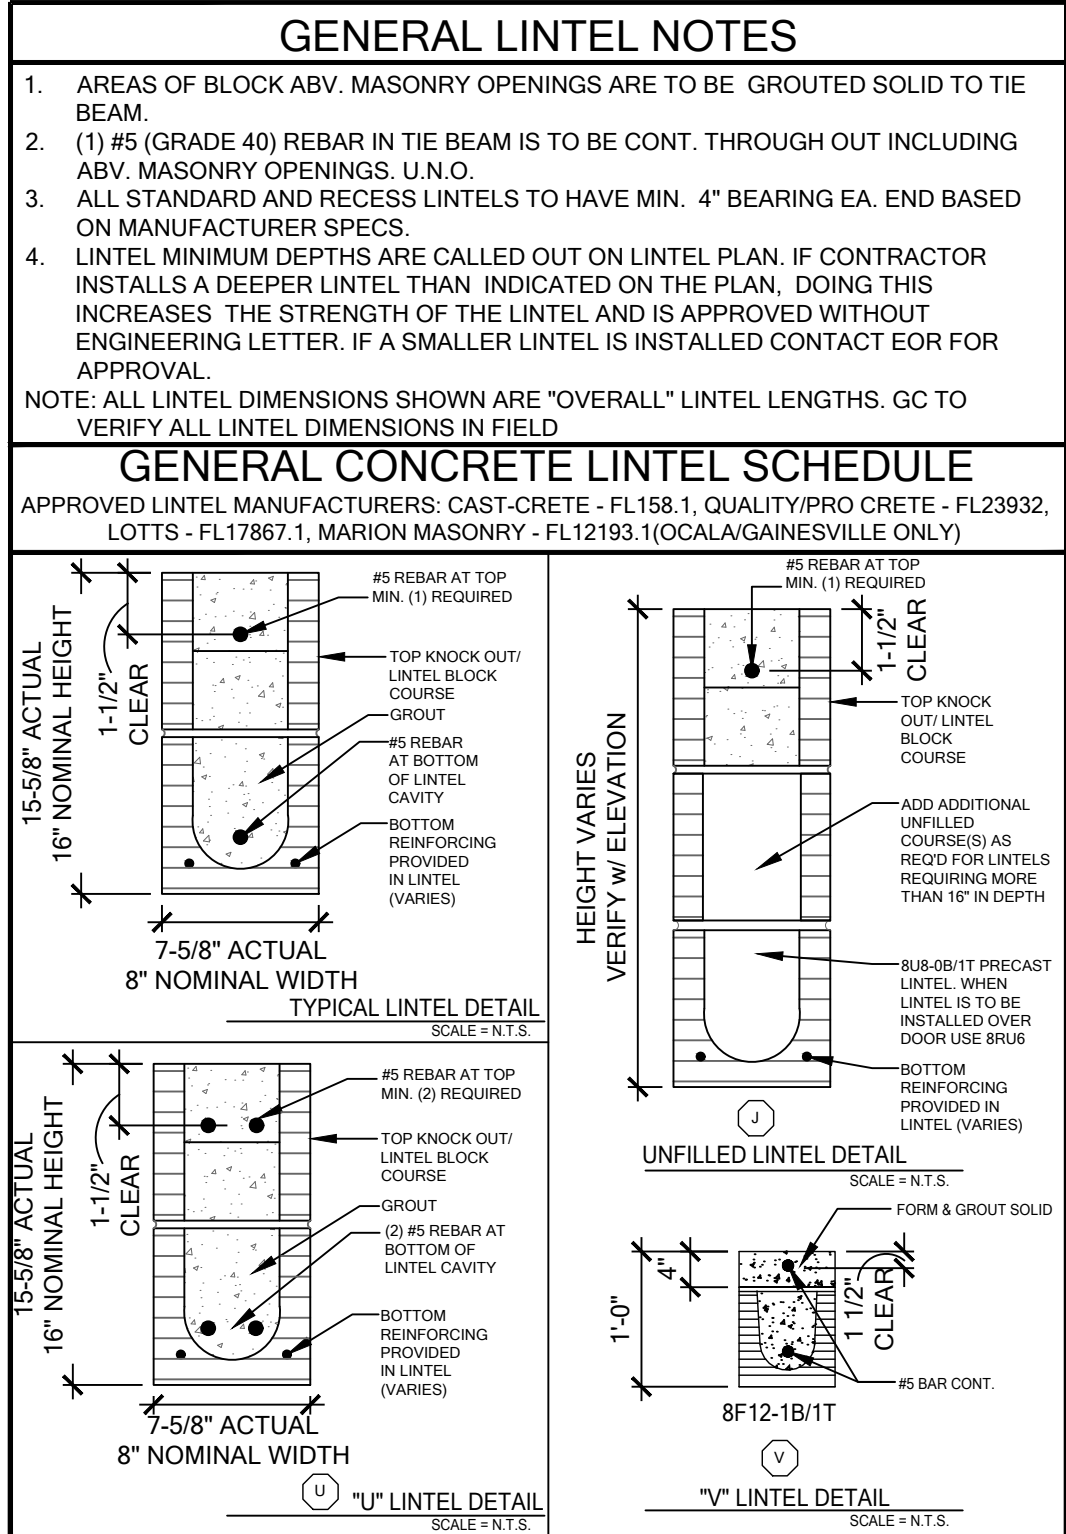 GENERAL LINTEL NOTES
1. AREAS OF BLOCK ABV. MASONRY OPENINGS ARE TO BE GROUTED SOLID TO TIE
BEAM.
2. (1) #5 (GRADE 40) REBAR IN TIE BEAM IS TO BE CONT. THROUGH OUT INCLUDING
ABV. MASONRY OPENINGS. U.N.O.
3. ALL STANDARD AND RECESS LINTELS TO HAVE MIN. 4" BEARING EA. END BASED
ON MANUFACTURER SPECS.
4. LINTEL MINIMUM DEPTHS ARE CALLED OUT ON LINTEL PLAN. IF CONTRACTOR
INSTALLS A DEEPER LINTEL THAN INDICATED ON THE PLAN, DOING THIS
INCREASES THE STRENGTH OF THE LINTEL AND IS APPROVED WITHOUT
ENGINEERING LETTER. IF A SMALLER LINTEL IS INSTALLED CONTACT EOR FOR
APPROVAL.
NOTE: ALL LINTEL DIMENSIONS SHOWN ARE "OVERALL" LINTEL LENGTHS. GC TO
VERIFY ALL LINTEL DIMENSIONS IN FIELD
GENERAL CONCRETE LINTEL SCHEDULE
APPROVED LINTEL MANUFACTURERS: CAST-CRETE - FL158.1, QUALITY/PRO CRETE - FL23932,
LOTTS - FL17867.1, MARION MASONRY - FL12193.1(OCALA/GAINESVILLE ONLY)
15-5/8" ACTUAL
16" NOMINAL HEIGHT
1-1/2"
CLEAR
#5 REBAR AT TOP
MIN. (1) REQUIRED
TOP KNOCK OUT/
LINTEL BLOCK
COURSE
GROUT
#5 REBAR
AT BOTTOM
OF LINTEL
CAVITY
BOTTOM
REINFORCING
PROVIDED
IN LINTEL
(VARIES)
7-5/8" ACTUAL
8" NOMINAL WIDTH
TYPICAL LINTEL DETAIL
SCALE = N.T.S.
15-5/8" ACTUAL
16" NOMINAL HEIGHT
1-1/2"
CLEAR
#5 REBAR AT TOP
MIN. (2) REQUIRED
TOP KNOCK OUT/
LINTEL BLOCK
COURSE
GROUT
(2) #5 REBAR AT
BOTTOM OF
LINTEL CAVITY
BOTTOM
REINFORCING
PROVIDED
IN LINTEL
(VARIES)
7-5/8" ACTUAL
8" NOMINAL WIDTH
U
"U" LINTEL DETAIL
SCALE = N.T.S.
#5 REBAR AT TOP
MIN. (1) REQUIRED
HEIGHT VARIES
VERIFY w/ ELEVATION
1-1/2"
CLEAR
TOP KNOCK
OUT/ LINTEL
BLOCK
COURSE
ADD ADDITIONAL
UNFILLED
COURSE(S) AS
REQ'D FOR LINTELS
REQUIRING MORE
THAN 16" IN DEPTH
8U8-0B/1T PRECAST
LINTEL. WHEN
LINTEL IS TO BE
INSTALLED OVER
DOOR USE 8RU6
BOTTOM
REINFORCING
PROVIDED IN
LINTEL (VARIES)
J
UNFILLED LINTEL DETAIL
SCALE = N.T.S.
FORM & GROUT SOLID
1'-0"
4"
1 1/2"
CLEAR
#5 BAR CONT.
8F12-1B/1T
V
"V" LINTEL DETAIL
SCALE = N.T.S.